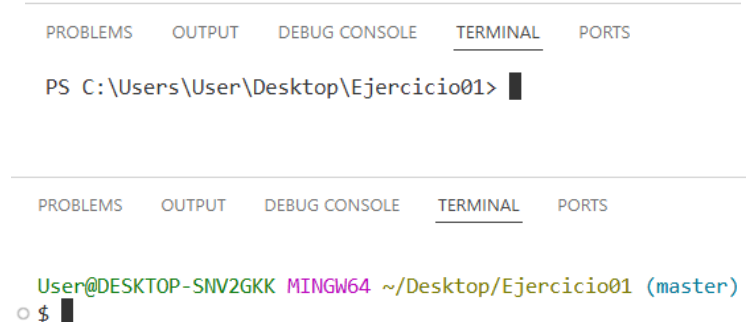 PROBLEMS OUTPUT DEBUG CONSOLE TERMINAL PORTS
PS C:\Users\User\Desktop\Ejercicio01>
PROBLEMS OUTPUT DEBUG CONSOLE TERMINAL PORTS
User@DESKTOP-SNV2GKK MINGW64 ~/Desktop/Ejercicio01 (master)
$